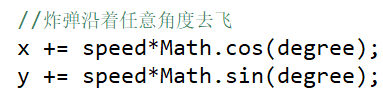 //炸弹沿着任意角度去飞
x += speed*Math.cos(degree);
y += speed*Math.sin(degree);